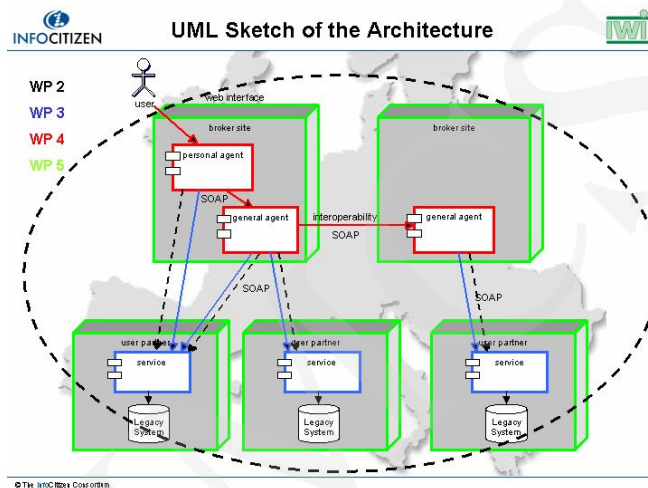 INFOCITIZEN
UML Sketch of the Architecture
IWi
WP 2
WP 3
WP 4
WP 5
user
web interface
broker site
broker site
personal agent
SOAP
general agent
interoperability
SOAP
general agent
SOAP
SOAP
user partner
user partner
user partner
service
service
service
Legacy
System
Legacy
System
Legacy
System
© The InfoCitizen Consortium